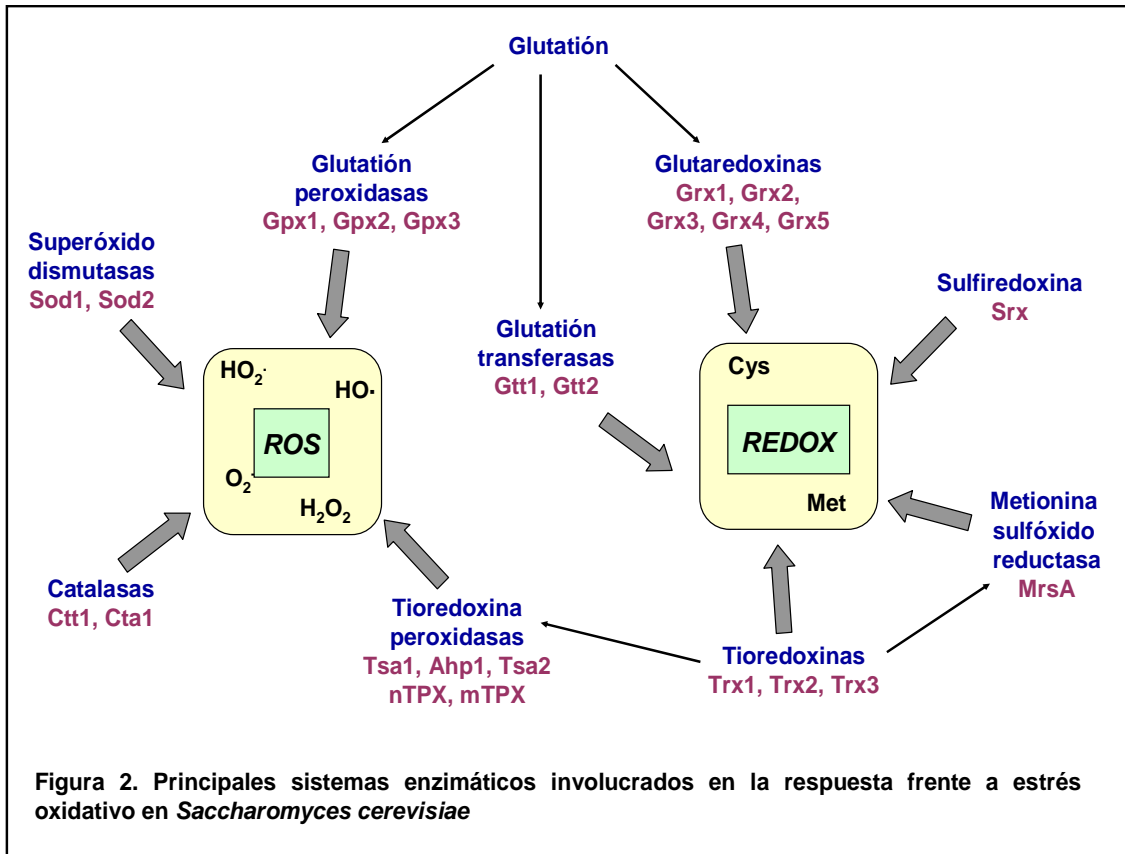 Glutatión
Glutatión
peroxidasas
Gpx1, Gpx2, Gpx3
Glutaredoxinas
Grx1, Grx2,
Grx3, Grx4, Grx5
Superóxido
dismutasas
Sod1, Sod2
Sulfiredoxina
Srx
Glutatión
transferasas
Gtt1, Gtt2
HO₂·
HO·
ROS
O₂·
H₂O₂
Cys
REDOX
Met
Catalasas
Ctt1, Cta1
Tioredoxina
peroxidasas
Tsa1, Ahp1, Tsa2
nTPX, mTPX
Tioredoxinas
Trx1, Trx2, Trx3
Metionina
sulfóxido
reductasa
MrsA
Figura 2. Principales sistemas enzimáticos involucrados en la respuesta frente a estrés
oxidativo en Saccharomyces cerevisiae